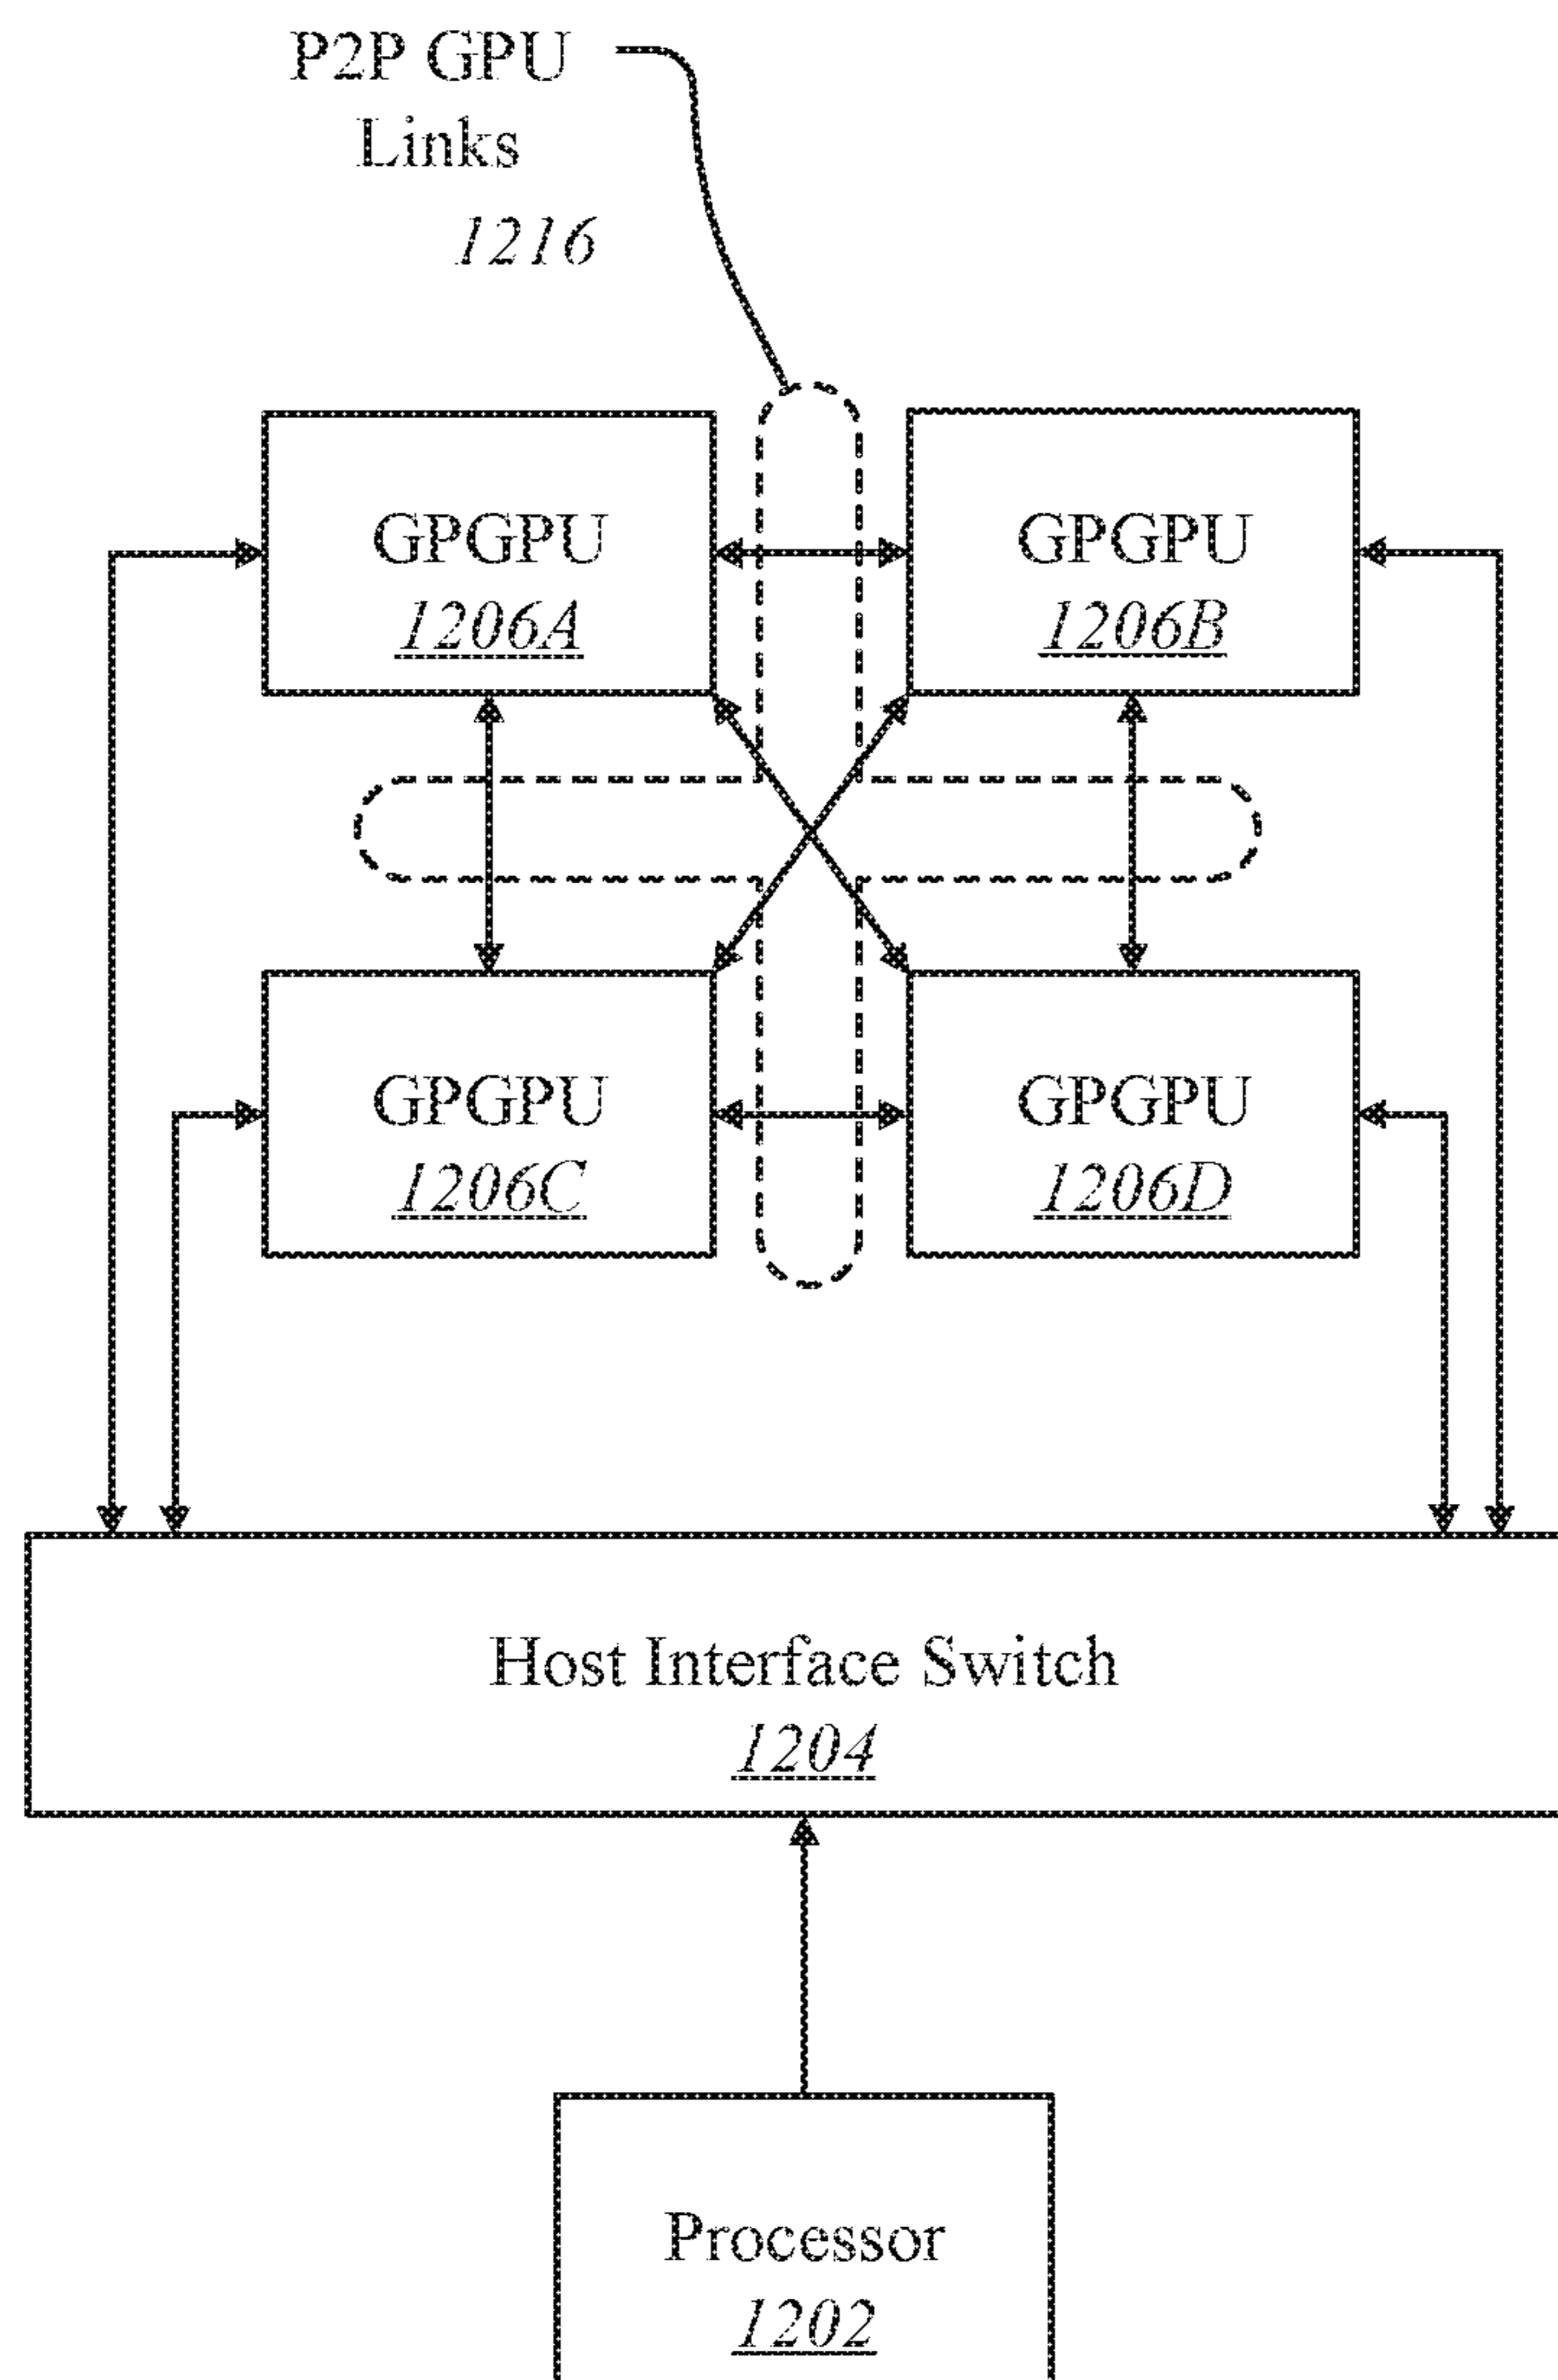 P2P GPU
Links
1216
GPGPU
1206A
GPGPU
1206B
GPGPU
1206C
GPGPU
1206D
Host Interface Switch
1204
Processor
1202